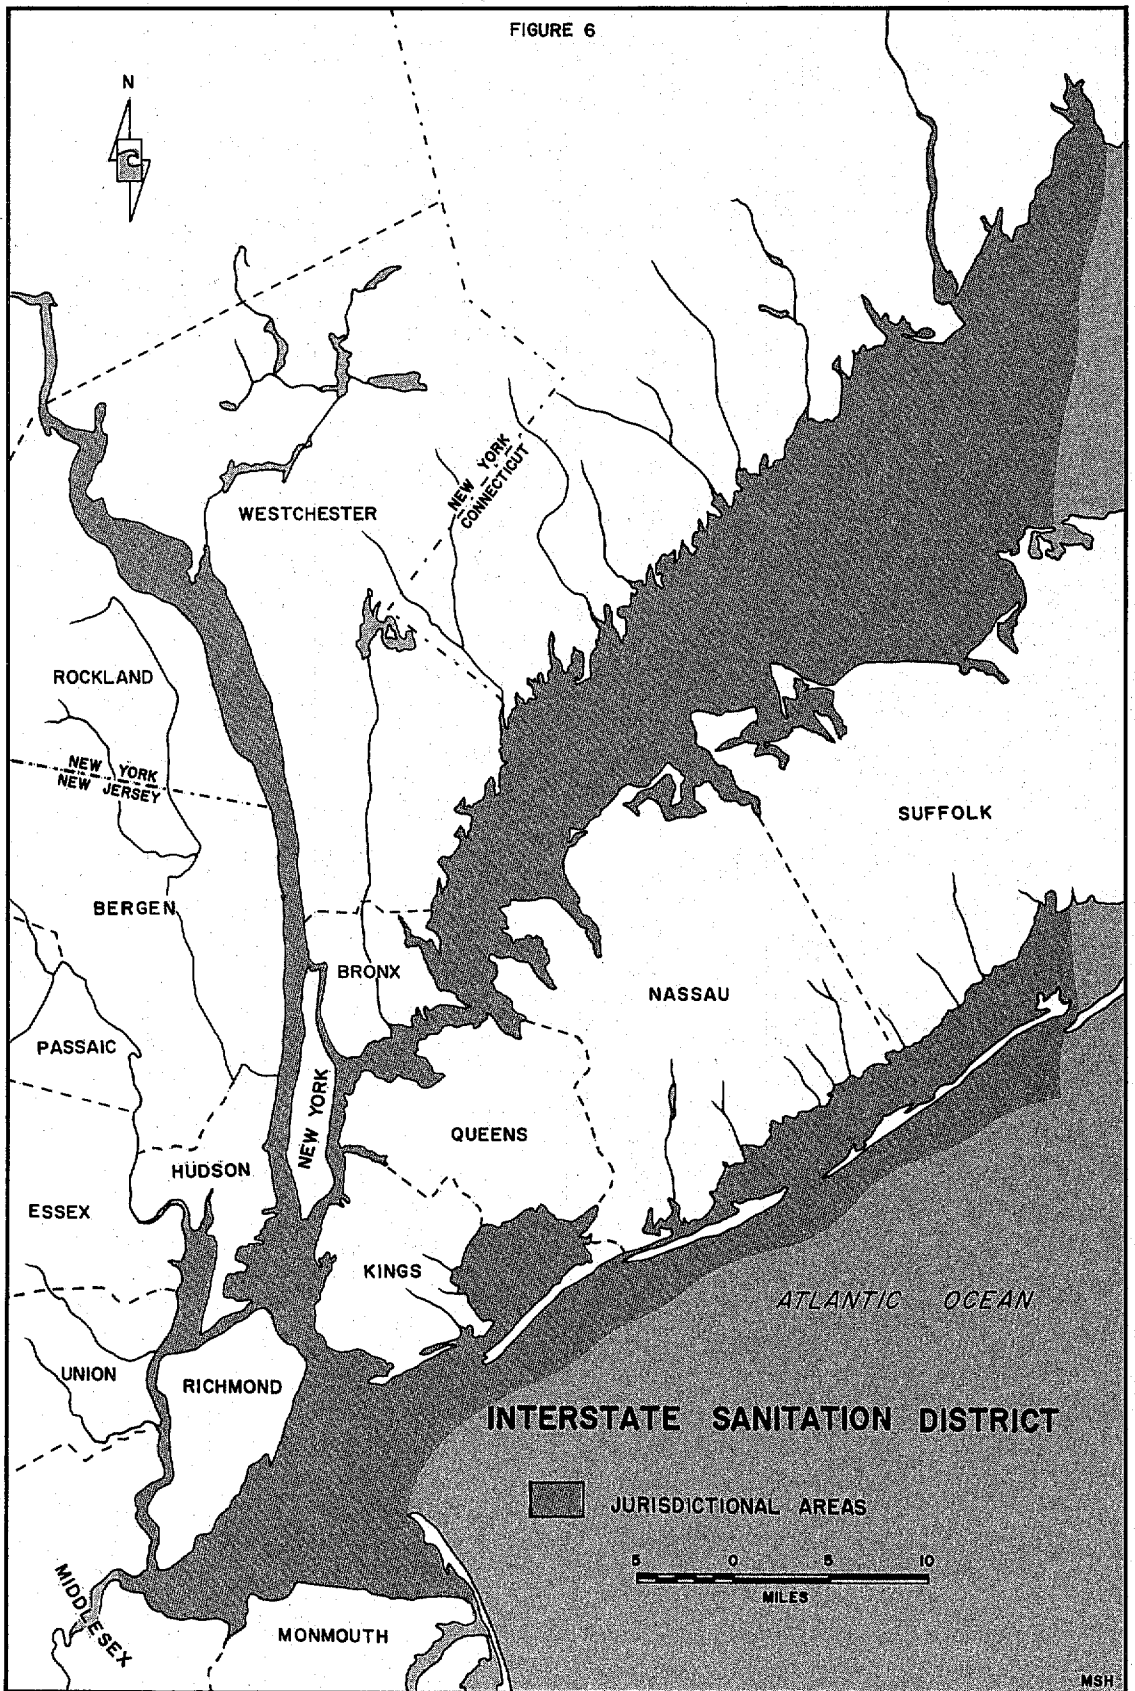 FIGURE 6
N
NEW YORK
CONNECTICUT
WESTCHESTER
ROCKLAND
NEW YORK
NEW JERSEY
SUFFOLK
BERGEN
BRONX
NASSAU
PASSAIC
NEW YORK
QUEENS
HUDSON
ESSEX
KINGS
ATLANTIC OCEAN
UNION
RICHMOND
INTERSTATE SANITATION DISTRICT
JURISDICTIONAL AREAS
5 0 5 10
MILES
MIDDLESEX
MONMOUTH
MSH